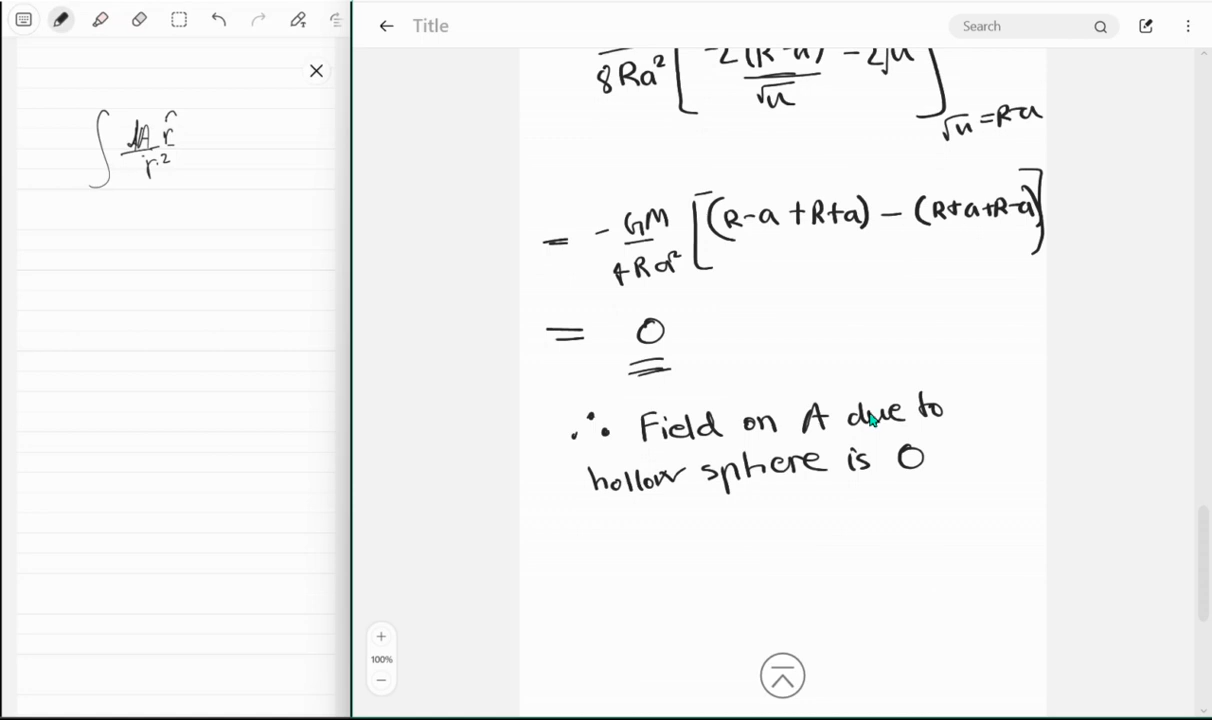 Title
Search
∫ dA r̂ / r²
8Ra² [ -2(R²-u) / √u - 2√u ] √u = R-a
= - GM / 4Ra² [(R-a + R+a) - (R+a+R-a)]
= 0
∴ Field on A due to
hollow sphere is 0
100%